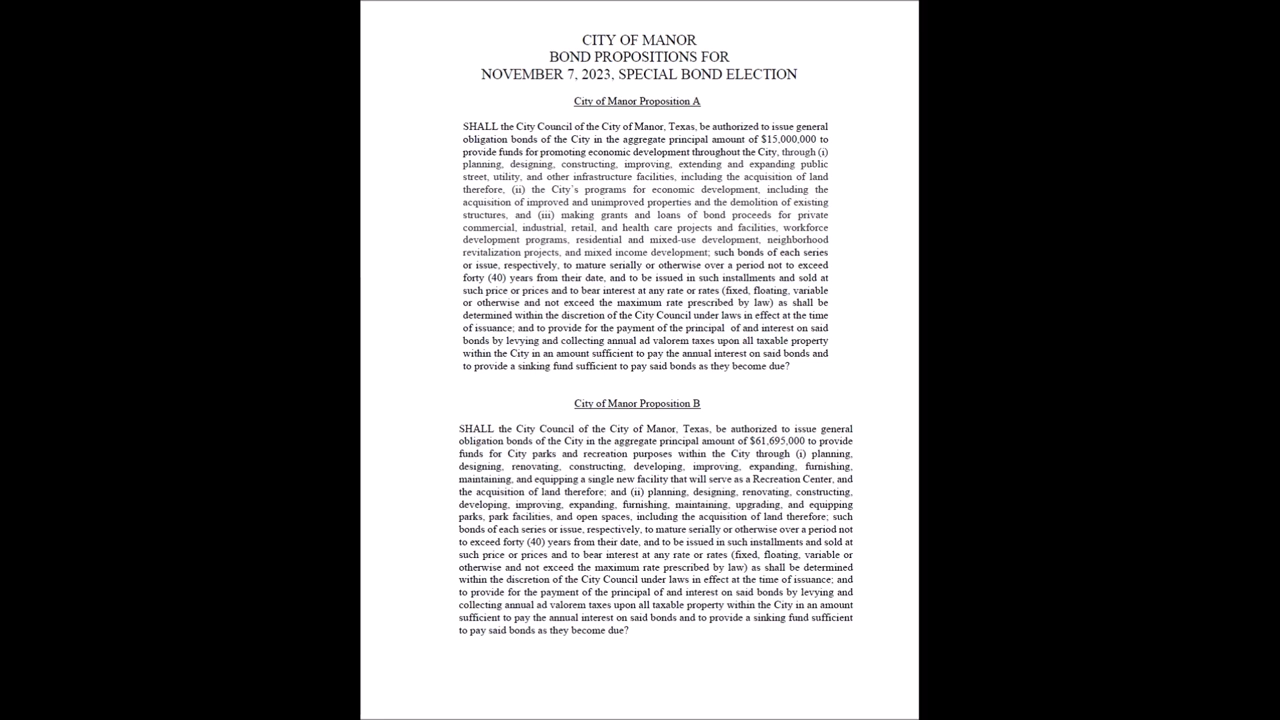 CITY OF MANOR
BOND PROPOSITIONS FOR
NOVEMBER 7, 2023, SPECIAL BOND ELECTION
City of Manor Proposition A
SHALL the City Council of the City of Manor, Texas, be authorized to issue general
obligation bonds of the City in the aggregate principal amount of $15,000,000 to
provide funds for promoting economic development throughout the City, through (i)
planning, designing, constructing, improving, extending and expanding public
street, utility, and other infrastructure facilities, including the acquisition of land
therefore, (ii) the City's programs for economic development, including the
acquisition of improved and unimproved properties and the demolition of existing
structures, and (iii) making grants and loans of bond proceeds for private
commercial, industrial, retail, and health care projects and facilities, workforce
development programs, residential and mixed-use development, neighborhood
revitalization projects, and mixed income development; such bonds of each series
or issue, respectively, to mature serially or otherwise over a period not to exceed
forty (40) years from their date, and to be issued in such installments and sold at
such price or prices and to bear interest at any rate or rates (fixed, floating, variable
or otherwise and not exceed the maximum rate prescribed by law) as shall be
determined within the discretion of the City Council under laws in effect at the time
of issuance; and to provide for the payment of the principal of and interest on said
bonds by levying and collecting annual ad valorem taxes upon all taxable property
within the City in an amount sufficient to pay the annual interest on said bonds and
to provide a sinking fund sufficient to pay said bonds as they become due?
City of Manor Proposition B
SHALL the City Council of the City of Manor, Texas, be authorized to issue general
obligation bonds of the City in the aggregate principal amount of $61,695,000 to provide
funds for City parks and recreation purposes within the City through (i) planning,
designing, renovating, constructing, developing, improving, expanding, furnishing,
maintaining, and equipping a single new facility that will serve as a Recreation Center, and
the acquisition of land therefore; and (ii) planning, designing, renovating, constructing,
developing, improving, expanding, furnishing, maintaining, upgrading, and equipping
parks, park facilities, and open spaces, including the acquisition of land therefore; such
bonds of each series or issue, respectively, to mature serially or otherwise over a period not
to exceed forty (40) years from their date, and to be issued in such installments and sold at
such price or prices and to bear interest at any rate or rates (fixed, floating, variable or
otherwise and not exceed the maximum rate prescribed by law) as shall be determined
within the discretion of the City Council under laws in effect at the time of issuance; and
to provide for the payment of the principal of and interest on said bonds by levying and
collecting annual ad valorem taxes upon all taxable property within the City in an amount
sufficient to pay the annual interest on said bonds and to provide a sinking fund sufficient
to pay said bonds as they become due?